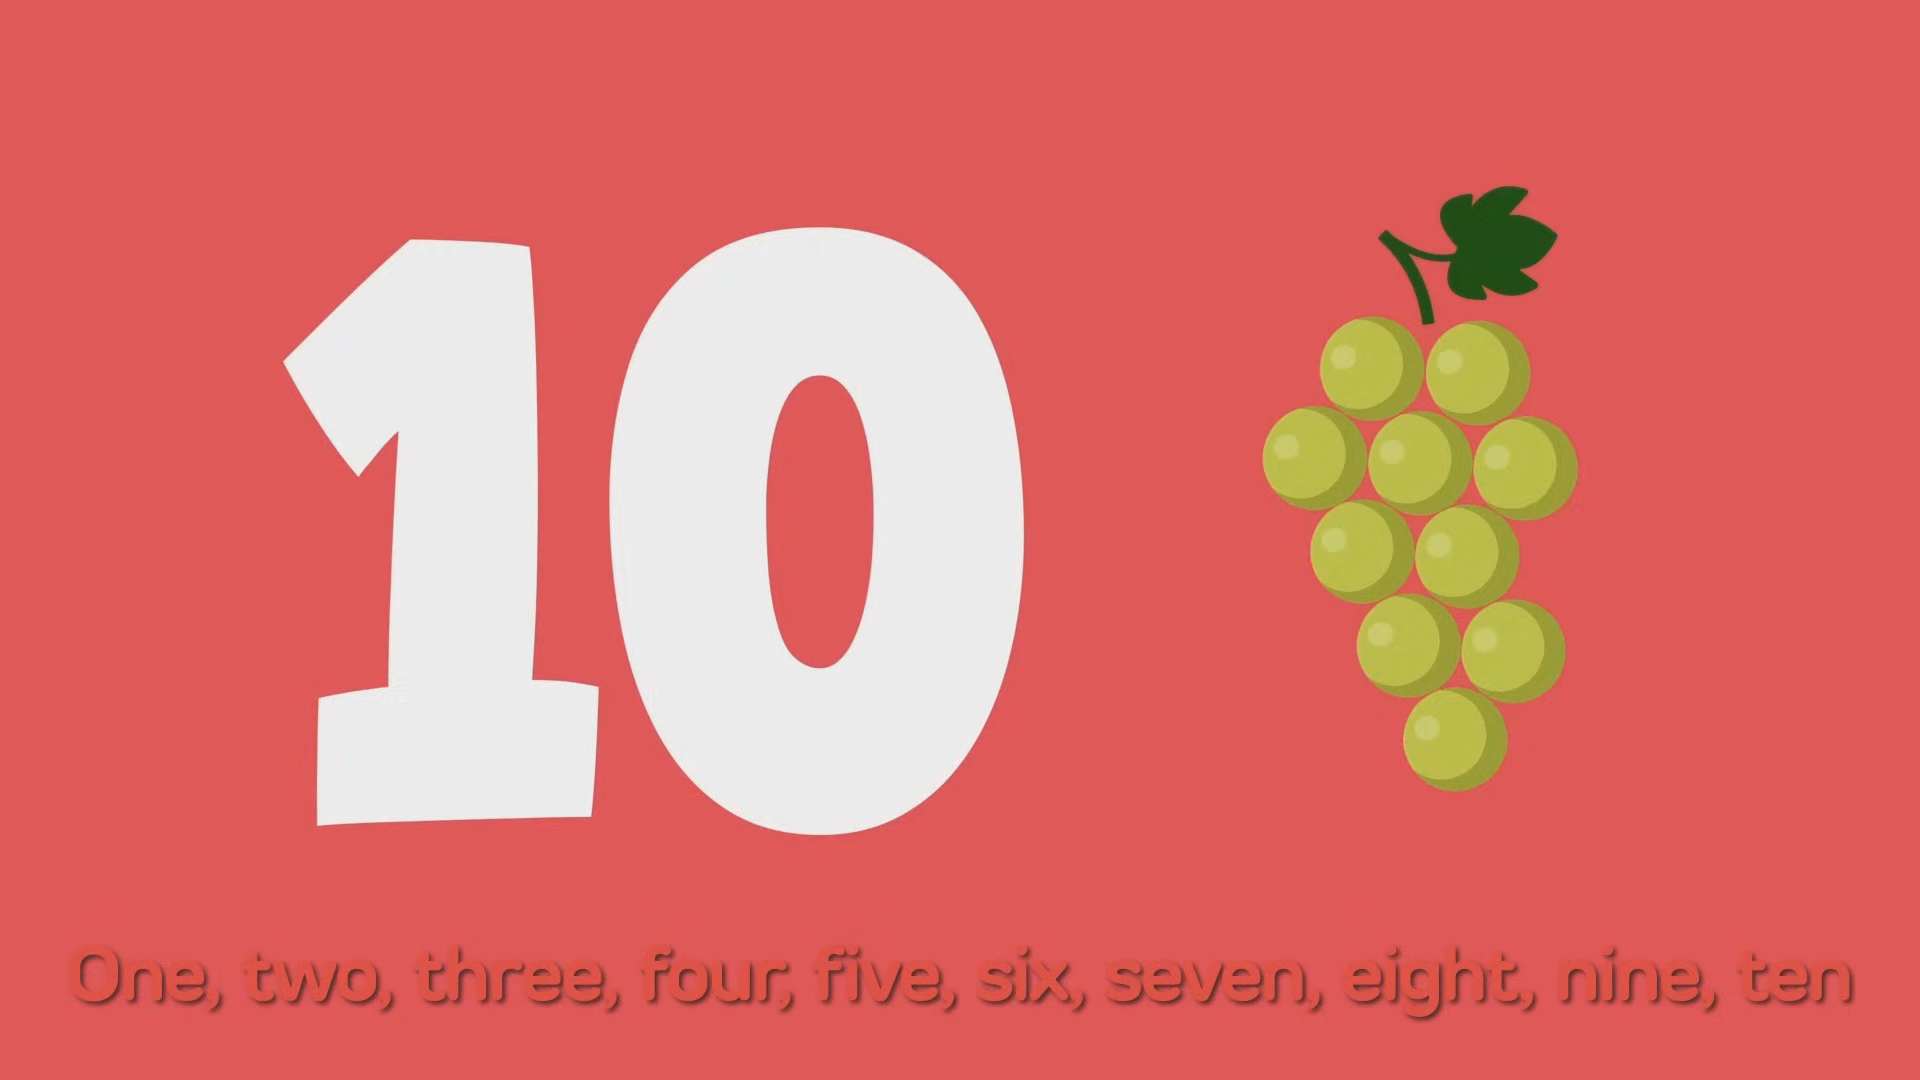 10
One, two, three, four, five, six, seven, eight, nine, ten